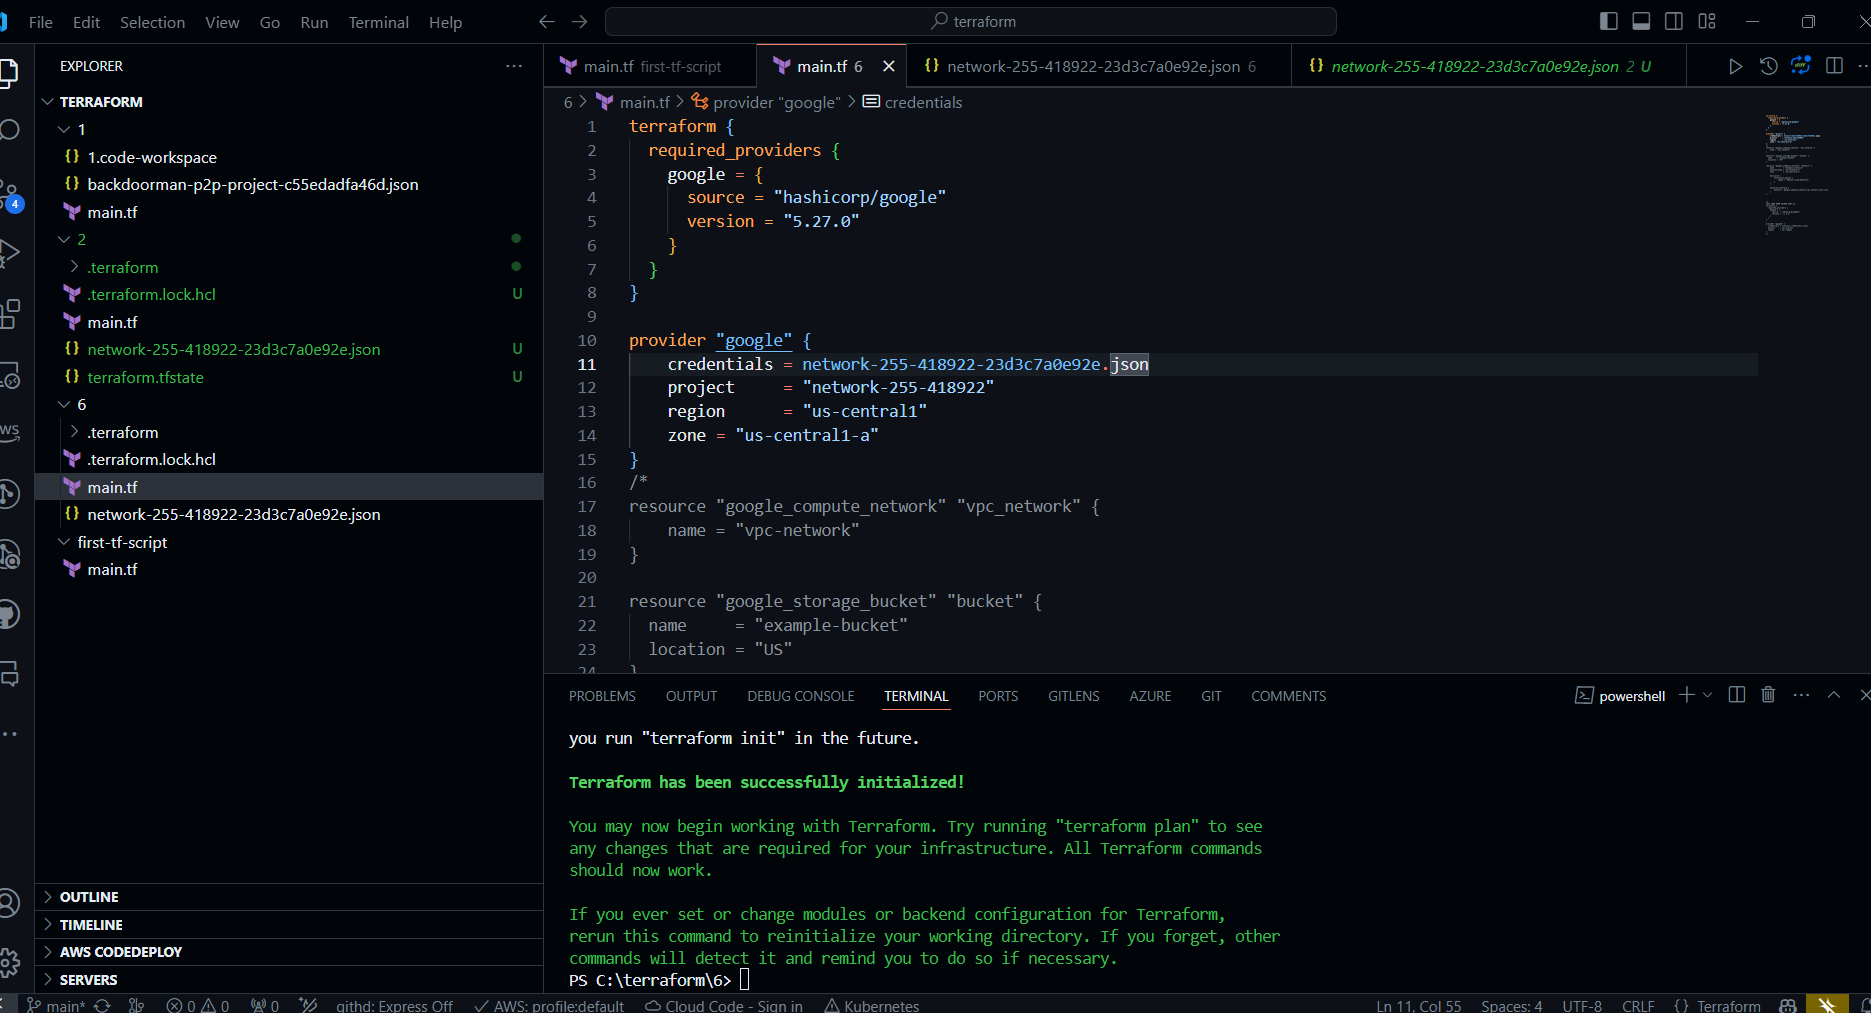 File Edit Selection View Go Run Terminal Help
terraform
EXPLORER
TERRAFORM
1
1.code-workspace
backdoorman-p2p-project-c55edadfa46d.json
main.tf
2
.terraform
.terraform.lock.hcl U
main.tf
network-255-418922-23d3c7a0e92e.json U
terraform.tfstate U
6
.terraform
.terraform.lock.hcl
main.tf
network-255-418922-23d3c7a0e92e.json
first-tf-script
main.tf
OUTLINE
TIMELINE
AWS CODEDEPLOY
SERVERS
4
main.tf first-tf-script main.tf 6 network-255-418922-23d3c7a0e92e.json 6 network-255-418922-23d3c7a0e92e.json 2 U
6 > main.tf > provider "google" > credentials
1 terraform {
2 required_providers {
3 google = {
4 source = "hashicorp/google"
5 version = "5.27.0"
6 }
7 }
8 }
9
10 provider "google" {
11 credentials = network-255-418922-23d3c7a0e92e.json
12 project = "network-255-418922"
13 region = "us-central1"
14 zone = "us-central1-a"
15 }
16 /*
17 resource "google_compute_network" "vpc_network" {
18 name = "vpc-network"
19 }
20
21 resource "google_storage_bucket" "bucket" {
22 name = "example-bucket"
23 location = "US"
24 }
PROBLEMS OUTPUT DEBUG CONSOLE TERMINAL PORTS GITLENS AZURE GIT COMMENTS
powershell
you run "terraform init" in the future.
Terraform has been successfully initialized!
You may now begin working with Terraform. Try running "terraform plan" to see
any changes that are required for your infrastructure. All Terraform commands
should now work.
If you ever set or change modules or backend configuration for Terraform,
rerun this command to reinitialize your working directory. If you forget, other
commands will detect it and remind you to do so if necessary.
PS C:\terraform\6>
main* 0 0 0 githd: Express Off AWS: profile:default Cloud Code - Sign in Kubernetes Ln 11, Col 55 Spaces: 4 UTF-8 CRLF {} Terraform